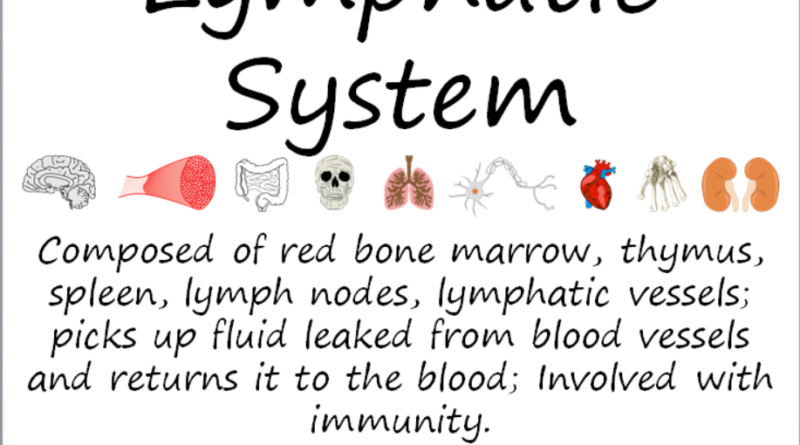 Lymphatic
System
Composed of red bone marrow, thymus,
spleen, lymph nodes, lymphatic vessels;
picks up fluid leaked from blood vessels
and returns it to the blood; Involved with
immunity.